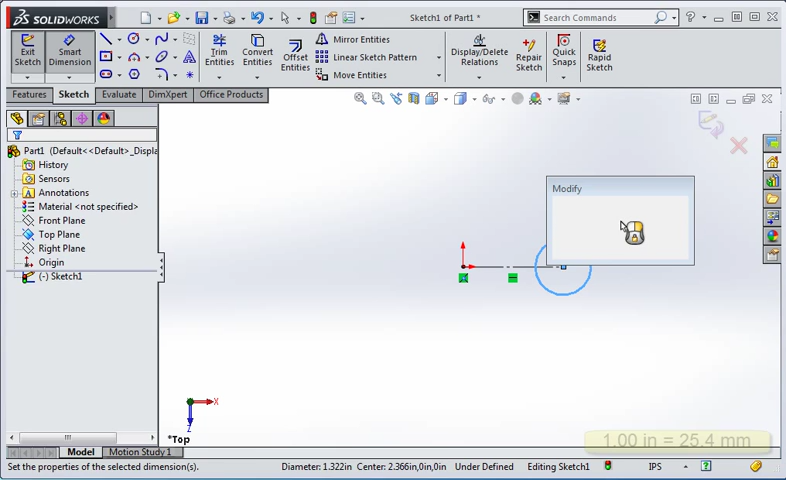 SOLIDWORKS
Sketch1 of Part1 *
Search Commands
Exit Sketch
Smart Dimension
Trim Entities
Convert Entities
Offset Entities
Mirror Entities
Linear Sketch Pattern
Move Entities
Display/Delete Relations
Repair Sketch
Quick Snaps
Rapid Sketch
Features
Sketch
Evaluate
DimXpert
Office Products
Part1 (Default<<Default>_Displa
History
Sensors
Annotations
Material <not specified>
Front Plane
Top Plane
Right Plane
Origin
(-) Sketch1
Modify
X
Z
*Top
1.00 in = 25.4 mm
Model
Motion Study 1
Set the properties of the selected dimension(s).
Diameter: 1.322in
Center: 2.366in,0in,0in
Under Defined
Editing Sketch1
IPS